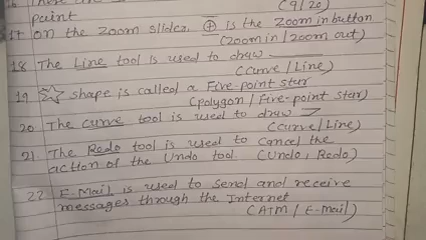 paint (9/20)
17 on the Zoom slider, ⊕ is the Zoom in button
(Zoom in / Zoom out)
18 The Line tool is used to draw
(Curve / Line)
19 shape is called a Five-point star
(polygon / Five-point star)
20 The curve tool is used to draw
(Curve / Line)
21. The Redo tool is used to cancel the
action of the Undo tool (Undo, Redo)
22 E-Mail is used to Send and receive
messages through the Internet
(ATM / E-Mail)